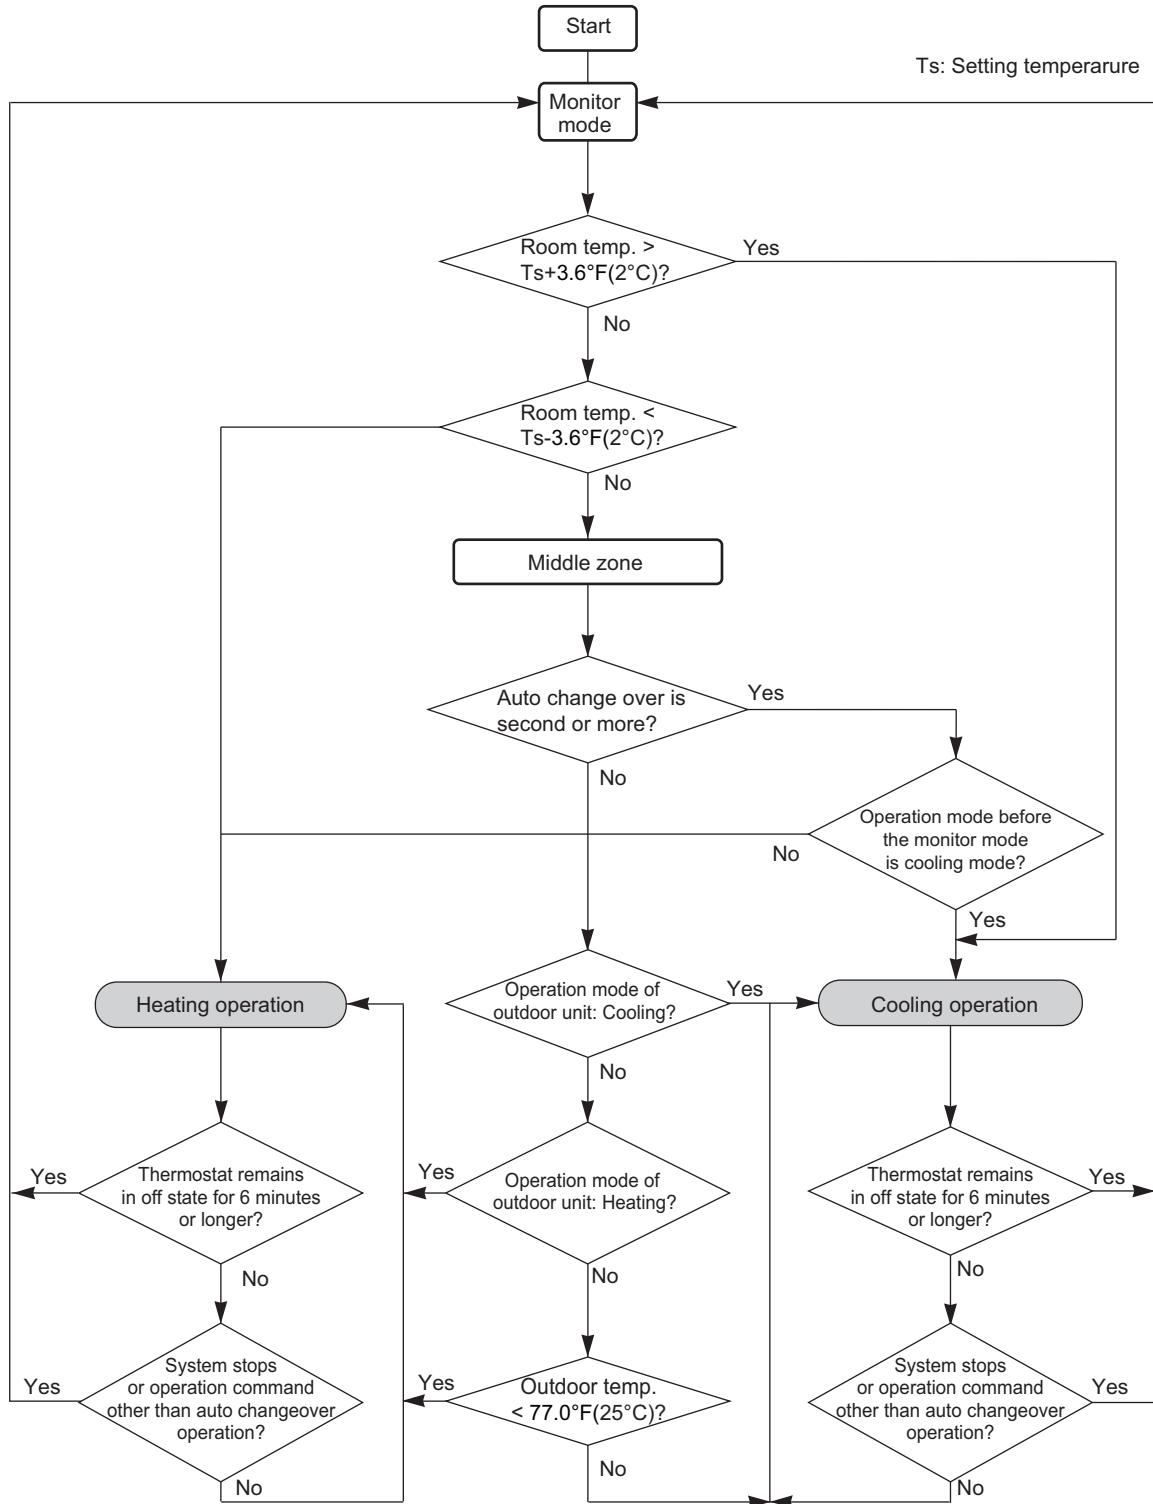 Start
Ts: Setting temperarure
Monitor
mode
Room temp. >
Ts+3.6°F(2°C)?
Yes
No
Room temp. <
Ts-3.6°F(2°C)?
No
Middle zone
Auto change over is
second or more?
Yes
No
Operation mode before
the monitor mode
is cooling mode?
No
Yes
Heating operation
Operation mode of
outdoor unit: Cooling?
Yes
Cooling operation
No
Thermostat remains
in off state for 6 minutes
or longer?
Yes
No
Operation mode of
outdoor unit: Heating?
Yes
No
Thermostat remains
in off state for 6 minutes
or longer?
Yes
No
System stops
or operation command
other than auto changeover
operation?
Yes
No
Outdoor temp.
< 77.0°F(25°C)?
Yes
No
System stops
or operation command
other than auto changeover
operation?
Yes
No